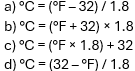 a) ºC = (ºF – 32) / 1.8
b) ºC = (ºF + 32) × 1.8
c) ºC = (ºF × 1.8) + 32
d) ºC = (32 – ºF) / 1.8